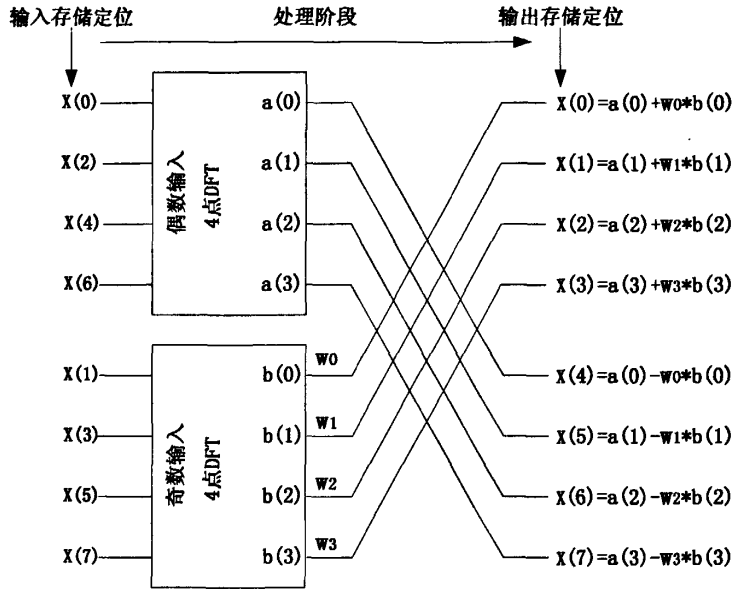 输入存储定位 处理阶段 输出存储定位
X(0) a(0) X(0)=a(0)+W0*b(0)
X(2) a(1) X(1)=a(1)+W1*b(1)
X(4) a(2) X(2)=a(2)+W2*b(2)
X(6) a(3) X(3)=a(3)+W3*b(3)
偶数输入
4点DFT
X(1) b(0) W0 X(4)=a(0)-W0*b(0)
X(3) b(1) W1 X(5)=a(1)-W1*b(1)
X(5) b(2) W2 X(6)=a(2)-W2*b(2)
X(7) b(3) W3 X(7)=a(3)-W3*b(3)
奇数输入
4点DFT